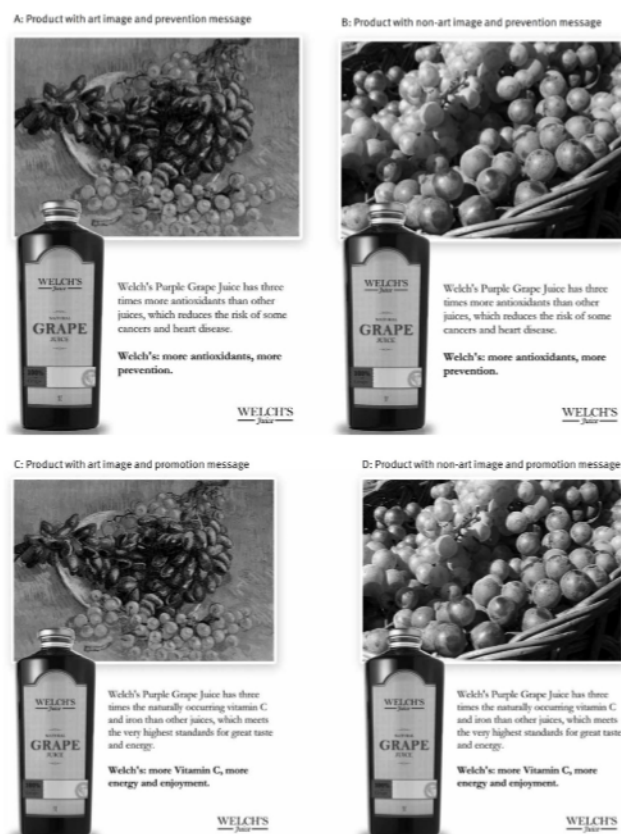 A: Product with art image and prevention message
B: Product with non-art image and prevention message
WELCH'S
Juice
NATURAL
GRAPE
JUICE
100%
Welch's Purple Grape Juice has three
times more antioxidants than other
juices, which reduces the risk of some
cancers and heart disease.
Welch's: more antioxidants, more
prevention.
WELCH'S
Juice
WELCH'S
Juice
NATURAL
GRAPE
JUICE
100%
Welch's Purple Grape Juice has three
times more antioxidants than other
juices, which reduces the risk of some
cancers and heart disease.
Welch's: more antioxidants, more
prevention.
WELCH'S
Juice
C: Product with art image and promotion message
D: Product with non-art image and promotion message
WELCH'S
Juice
NATURAL
GRAPE
JUICE
Welch's Purple Grape Juice has three
times the naturally occurring vitamin C
and iron than other juices, which meets
the very highest standards for great taste
and energy.
Welch's: more Vitamin C, more
energy and enjoyment.
WELCH'S
Juice
WELCH'S
Juice
NATURAL
GRAPE
JUICE
Welch's Purple Grape Juice has three
times the naturally occurring vitamin C
and iron than other juices, which meets
the very highest standards for great taste
and energy.
Welch's: more Vitamin C, more
energy and enjoyment.
WELCH'S
Juice